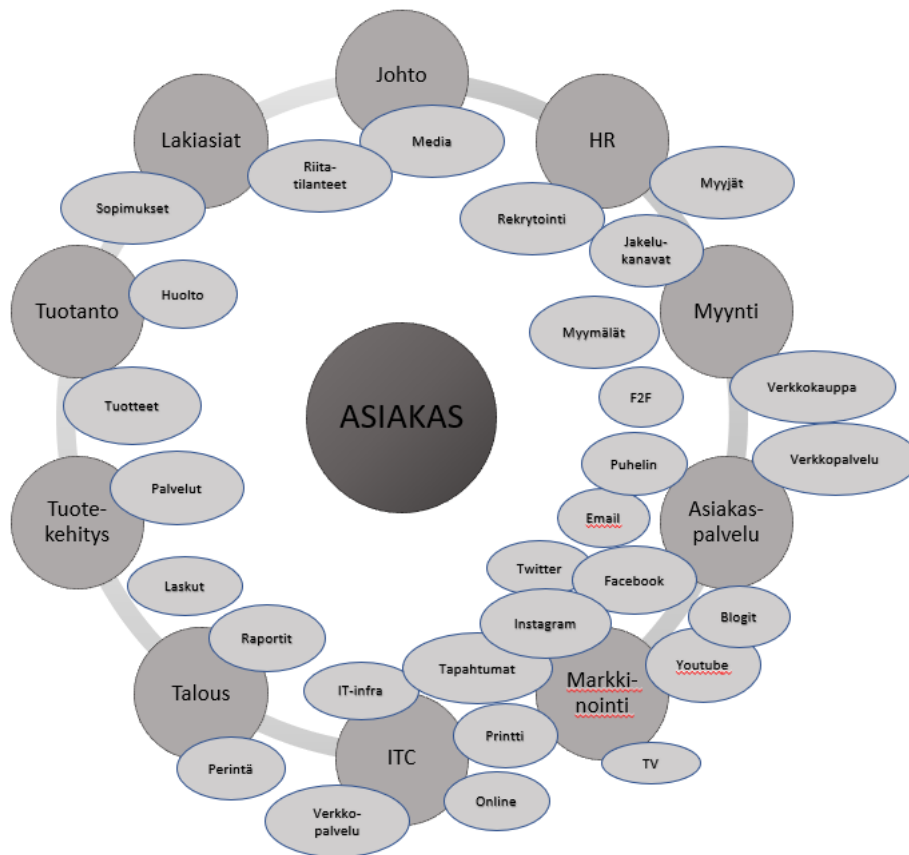 Johto
Media
HR
Myyjät
Lakiasiat
Riita-
tilanteet
Rekrytointi
Jakelu-
kanavat
Sopimukset
Tuotanto
Huolto
Myynti
Myymälät
F2F
Verkkokauppa
Verkkopalvelu
ASIAKAS
Tuotteet
Palvelut
Tuote-
kehitys
Puhelin
Email
Asiakas-
palvelu
Twitter
Facebook
Instagram
Blogit
Youtube
Laskut
Raportit
Talous
Perintä
IT-infra
Tapahtumat
Markki-
nointi
ITC
Printti
TV
Verkko-
palvelu
Online